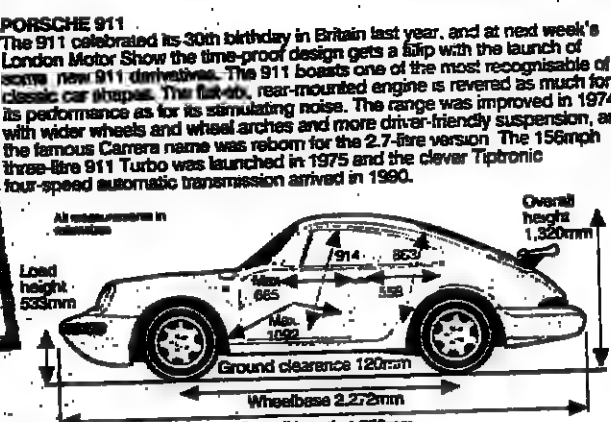 PORSCHE 911
The 911 celebrated its 30th birthday in Britain last year, and at next week's
London Motor Show the time-proof design gets a fillip with the launch of
some new 911 derivatives. The 911 boasts one of the most recognisable of
classic car shapes. The flat-six, rear-mounted engine is revered as much for
its performance as for its stimulating noise. The range was improved in 1974
with wider wheels and wheel arches and more driver-friendly suspension,
the famous Carrera name was reborn for the 2.7-litre version The 156mph
three-litre 911 Turbo was launched in 1975 and the clever Tiptronic
four-speed automatic transmission arrived in 1990.
All measurements in
Overall
height
1,320mm
Load
height
533mm
914
863
Max
685
558
Max
1092
Ground clearance 120mm
Wheelbase 2,272mm